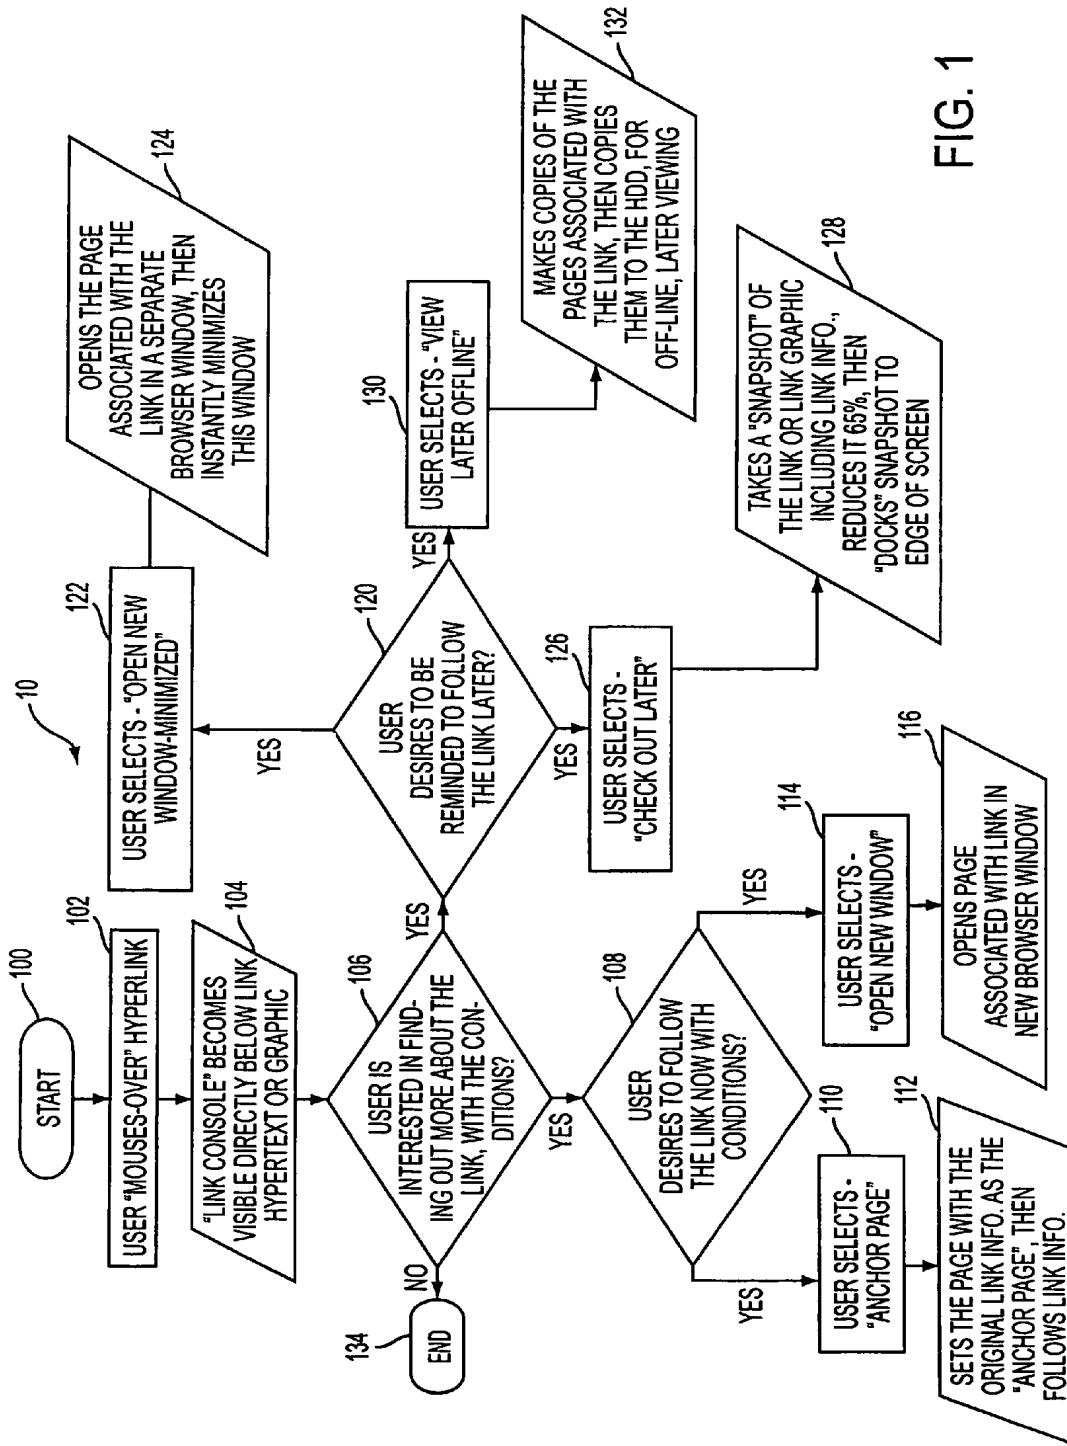 10
START
100
USER "MOUSES-OVER" HYPERLINK
102
"LINK CONSOLE" BECOMES
VISIBLE DIRECTLY BELOW LINK
HYPERTEXT OR GRAPHIC
104
USER IS
INTERESTED IN FIND-
ING OUT MORE ABOUT THE
LINK, WITH THE CON-
DITIONS?
106
NO
END
134
YES
YES
USER
DESIRES TO FOLLOW
THE LINK NOW WITH
CONDITIONS?
108
YES
USER SELECTS -
"ANCHOR PAGE"
110
SETS THE PAGE WITH THE
ORIGINAL LINK INFO. AS THE
"ANCHOR PAGE", THEN
FOLLOWS LINK INFO.
112
YES
USER SELECTS -
"OPEN NEW WINDOW"
114
OPENS PAGE
ASSOCIATED WITH LINK IN
NEW BROWSER WINDOW
116
USER
DESIRES TO BE
REMINDED TO FOLLOW
THE LINK LATER?
120
YES
USER SELECTS - "OPEN NEW
WINDOW-MINIMIZED"
122
OPENS THE PAGE
ASSOCIATED WITH THE
LINK IN A SEPARATE
BROWSER WINDOW, THEN
INSTANTLY MINIMIZES
THIS WINDOW
124
YES
USER SELECTS -
"CHECK OUT LATER"
126
TAKES A "SNAPSHOT" OF
THE LINK OR LINK GRAPHIC
INCLUDING LINK INFO.,
REDUCES IT 65%, THEN
"DOCKS" SNAPSHOT TO
EDGE OF SCREEN
128
YES
USER SELECTS - "VIEW
LATER OFFLINE"
130
MAKES COPIES OF THE
PAGES ASSOCIATED WITH
THE LINK, THEN COPIES
THEM TO THE HDD, FOR
OFF-LINE, LATER VIEWING
132
FIG. 1